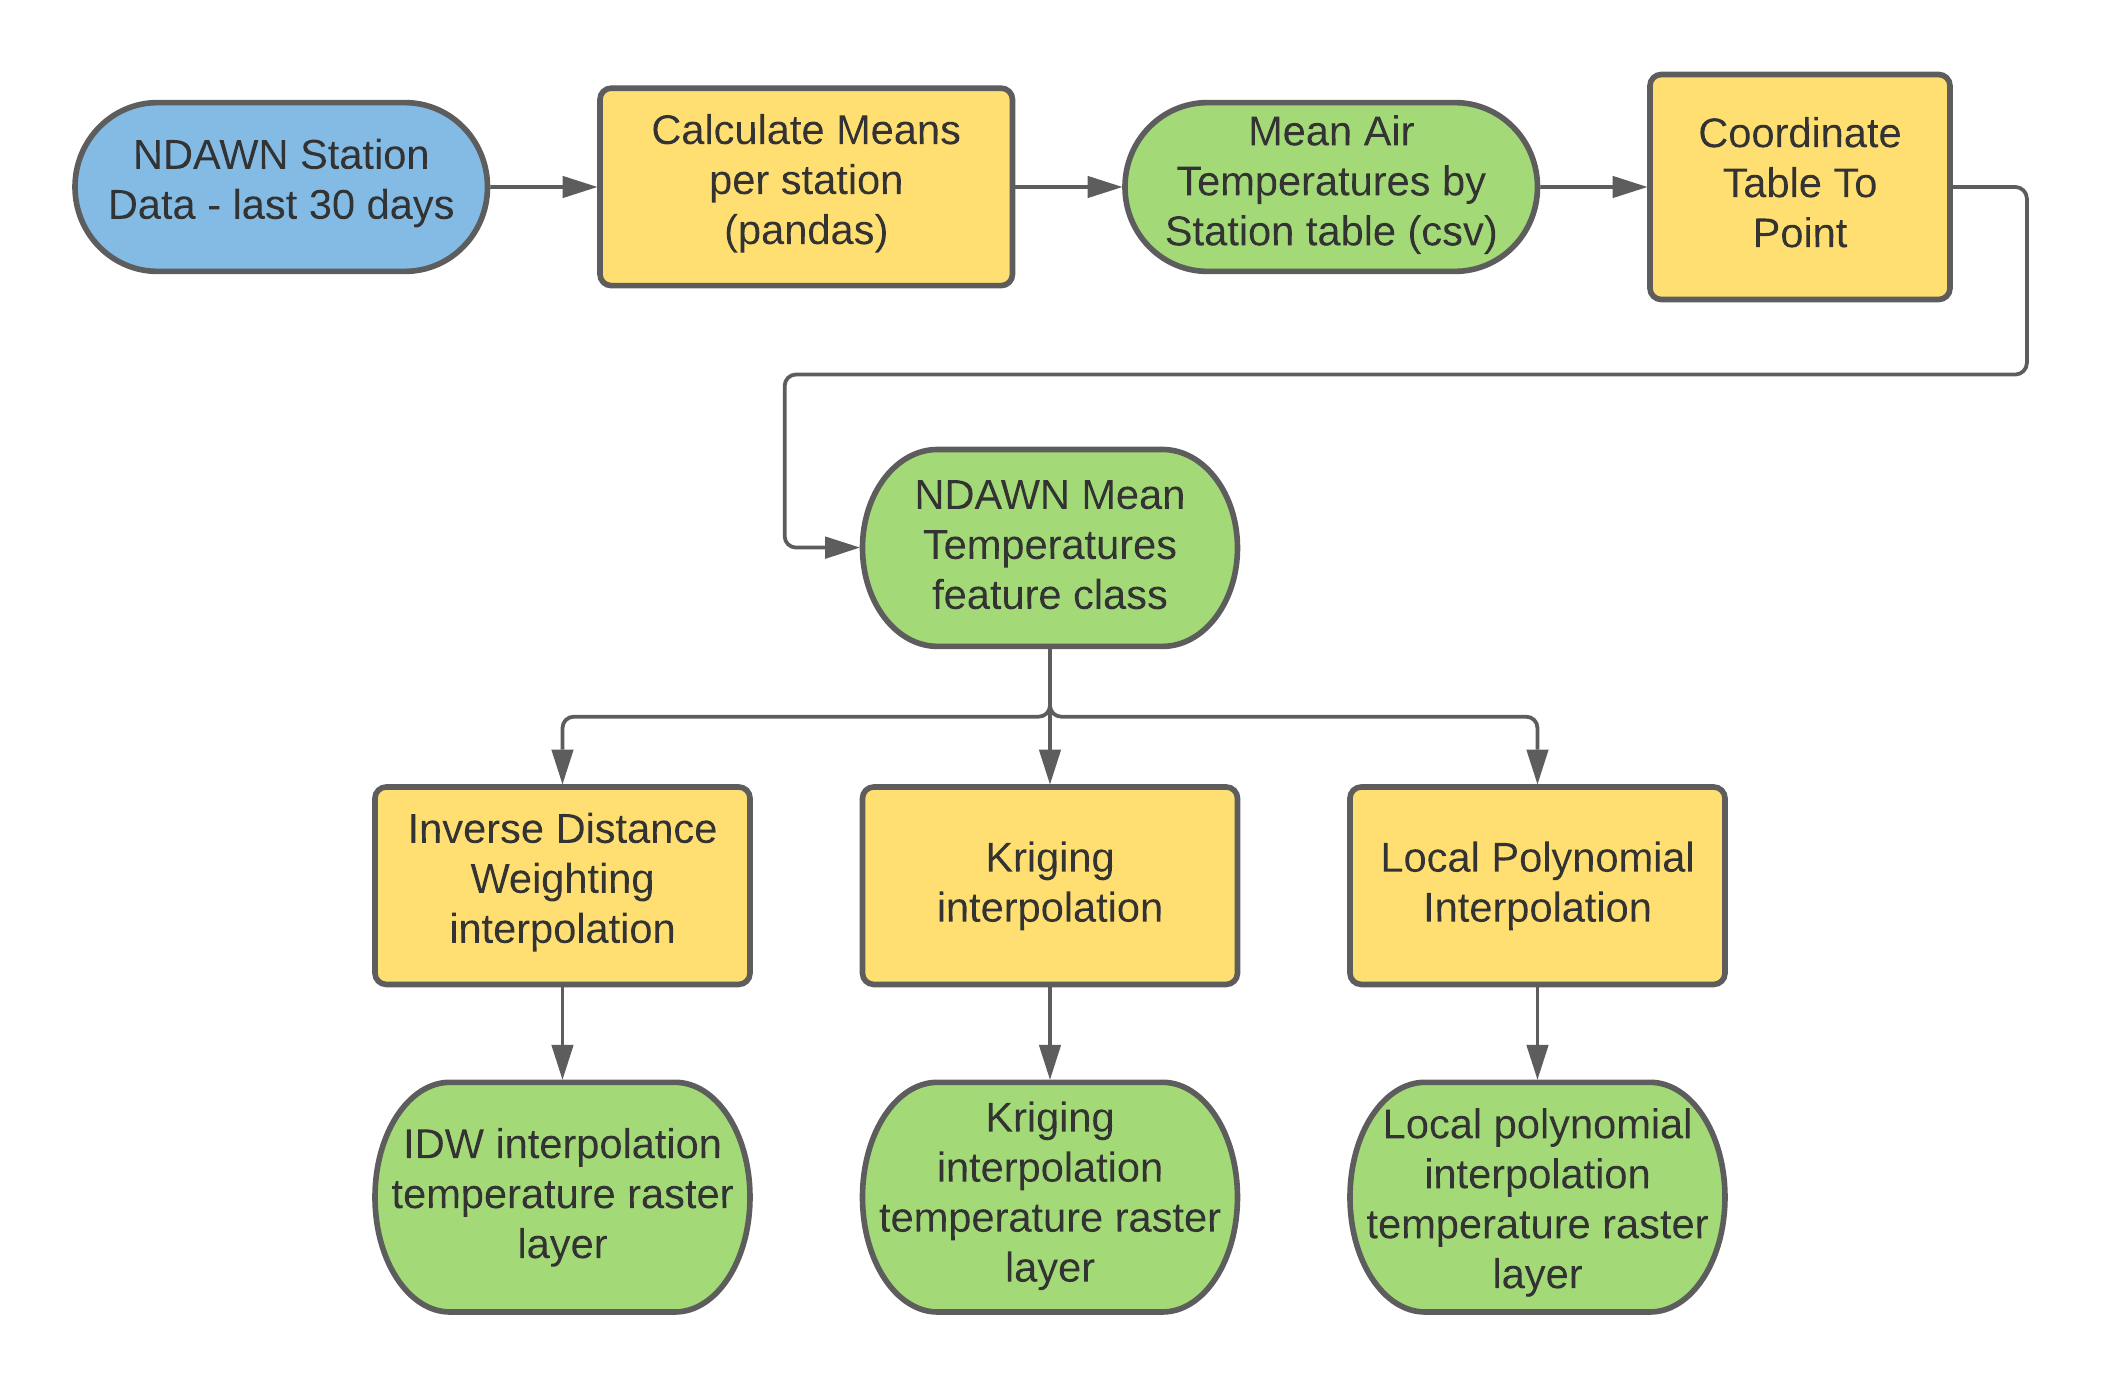 NDAWN Station
Data - last 30 days
Calculate Means
per station
(pandas)
Mean Air
Temperatures by
Station table (csv)
Coordinate
Table To
Point
NDAWN Mean
Temperatures
feature class
Inverse Distance
Weighting
interpolation
Kriging
interpolation
Local Polynomial
Interpolation
IDW interpolation
temperature raster
layer
Kriging
interpolation
temperature raster
layer
Local polynomial
interpolation
temperature raster
layer